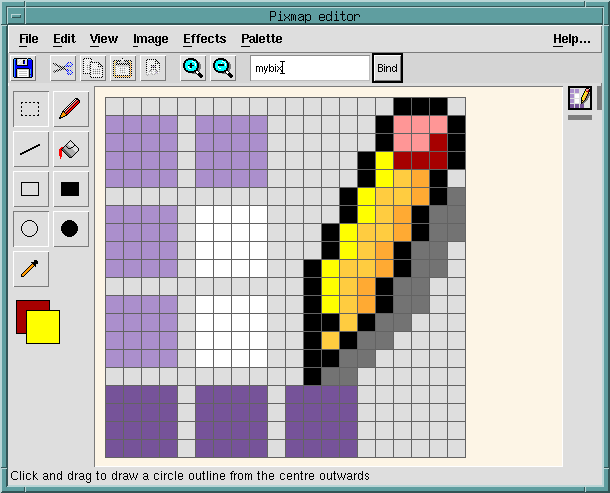 Pixmap editor
File Edit View Image Effects Palette Help...
mybix Bind
Click and drag to draw a circle outline from the centre outwards